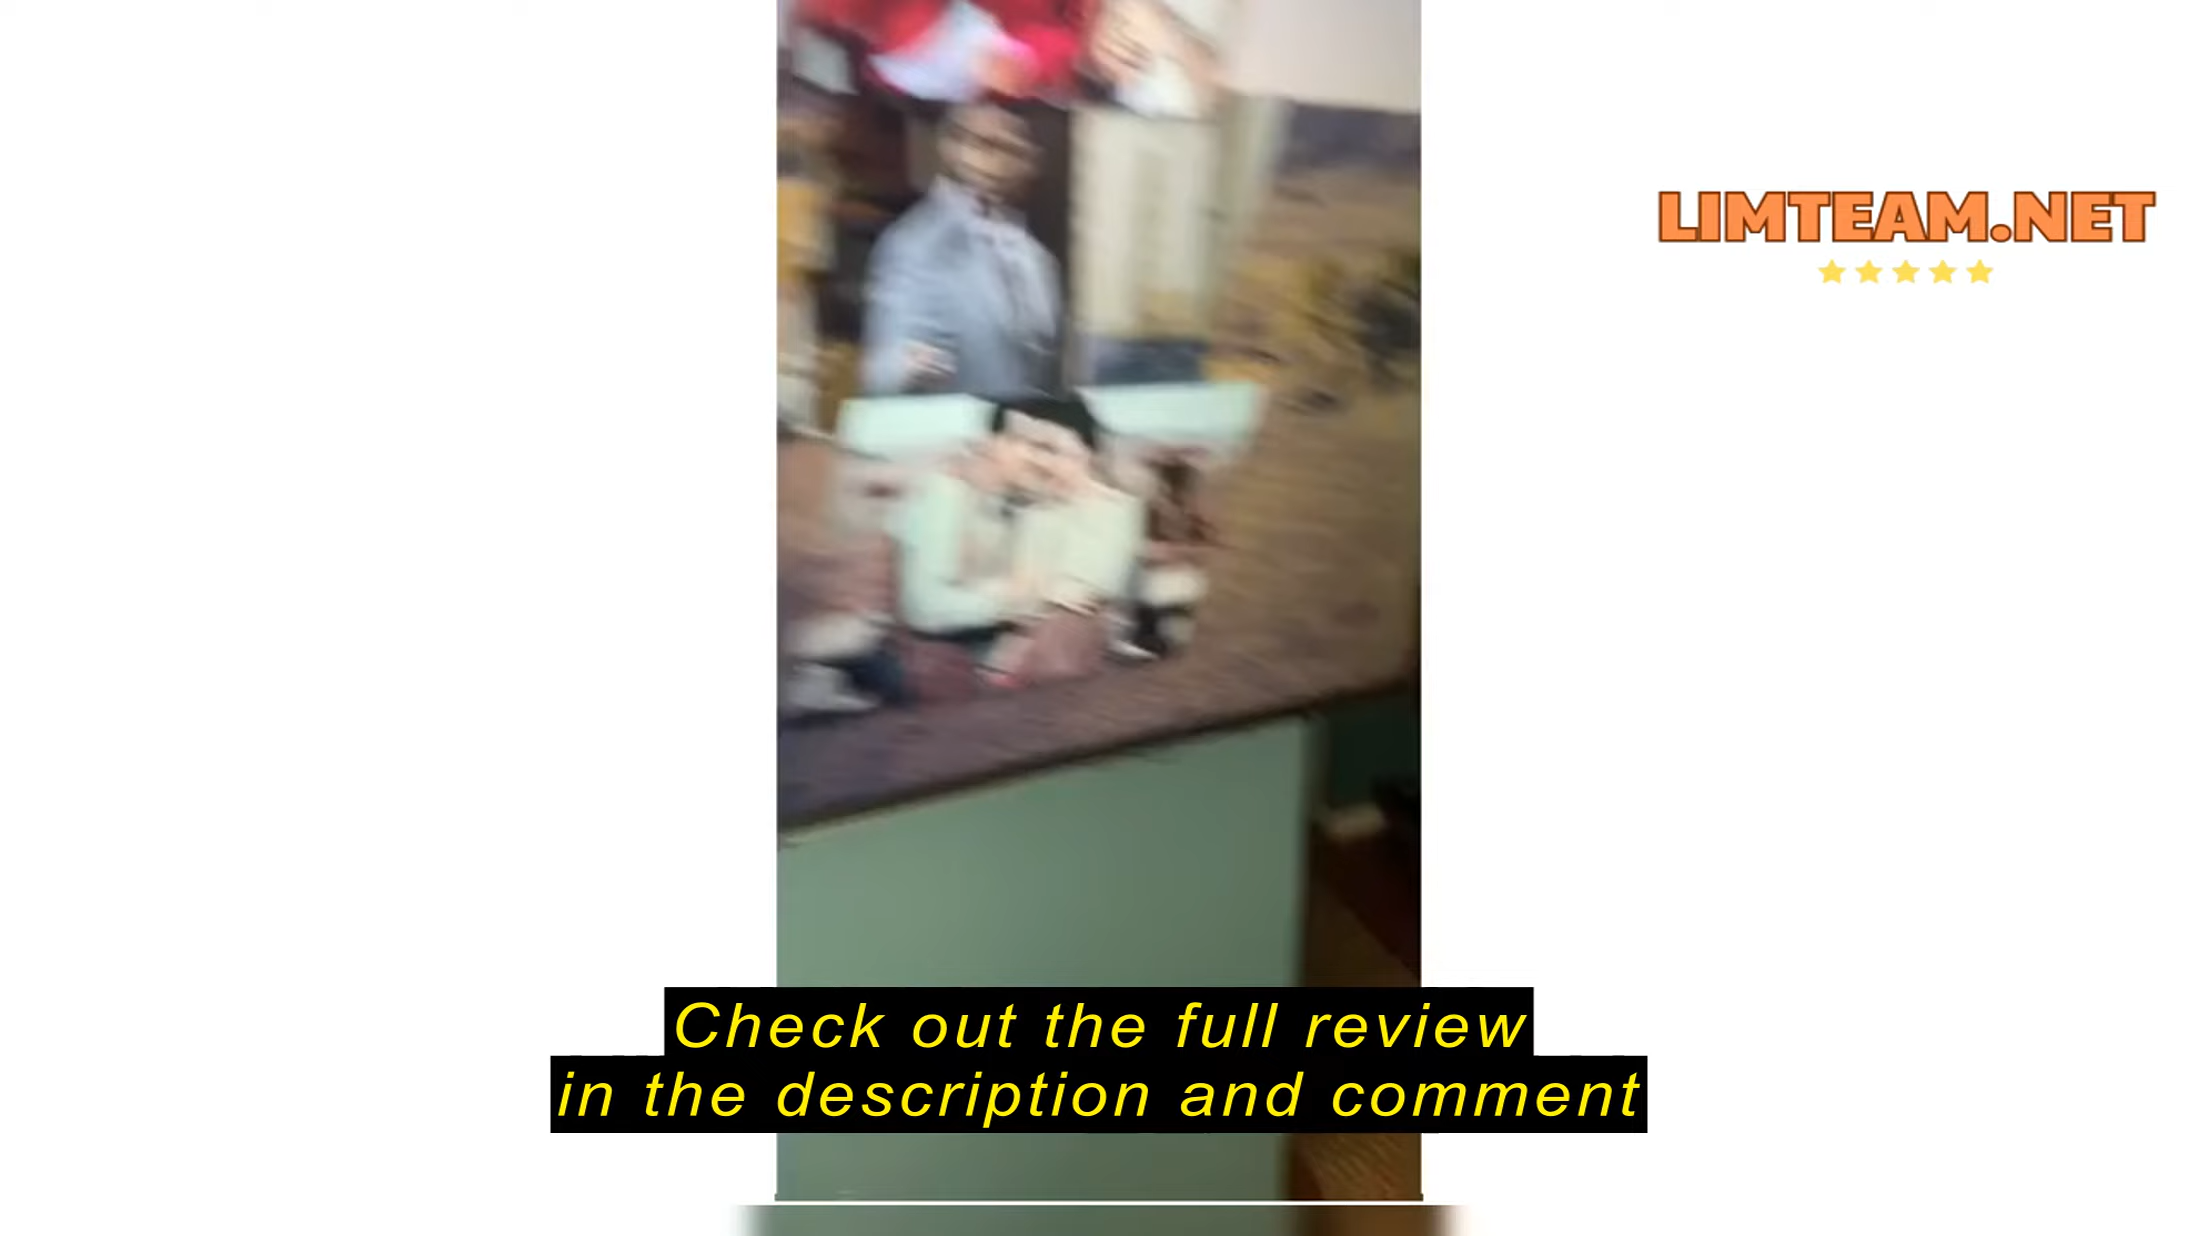 LIMTEAM.NET
Check out the full review
in the description and comment